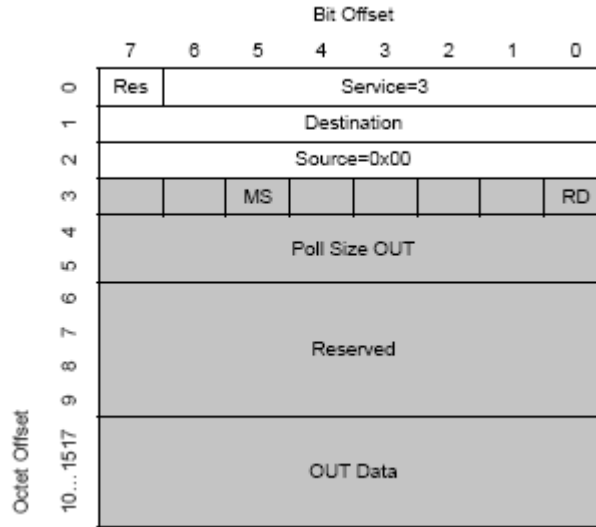 Bit Offset
7 6 5 4 3 2 1 0
0 Res Service=3
1 Destination
2 Source=0x00
3 MS RD
4
Poll Size OUT
5
6
7
Reserved
8
9
10...1517 OUT Data
Octet Offset